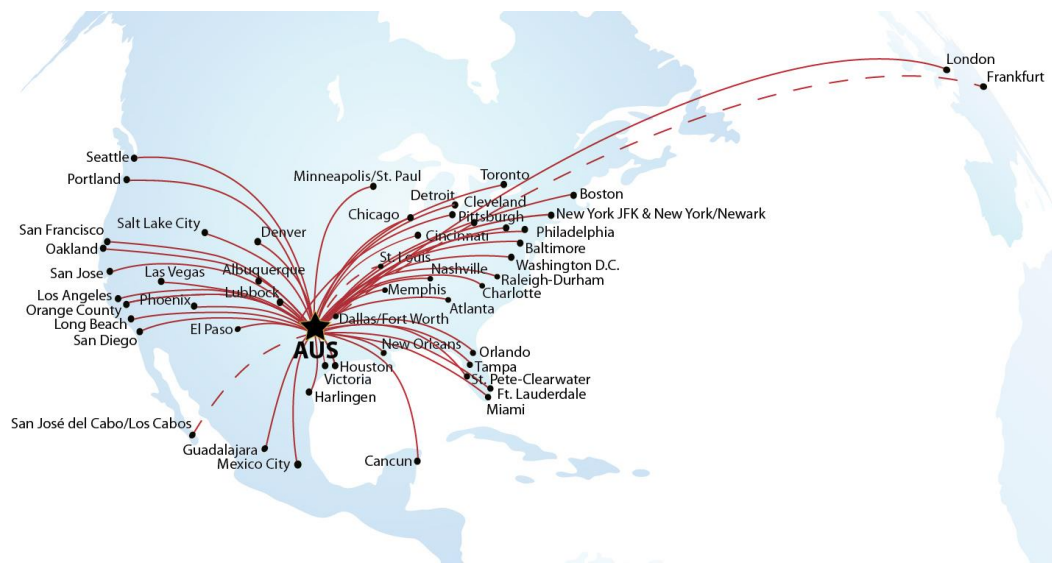 London
Frankfurt
Seattle
Portland
Minneapolis/St. Paul
Toronto
Detroit
Cleveland
Boston
Chicago
Pittsburgh
New York JFK & New York/Newark
Salt Lake City
San Francisco
Denver
Cincinnati
Philadelphia
Oakland
Baltimore
St. Louis
Washington D.C.
San Jose
Las Vegas
Albuquerque
Nashville
Raleigh-Durham
Los Angeles
Phoenix
Lubbock
Memphis
Charlotte
Orange County
Atlanta
Long Beach
El Paso
Dallas/Fort Worth
San Diego
AUS
New Orleans
Orlando
Houston
Tampa
Victoria
St. Pete-Clearwater
Harlingen
Ft. Lauderdale
Miami
San José del Cabo/Los Cabos
Guadalajara
Mexico City
Cancun